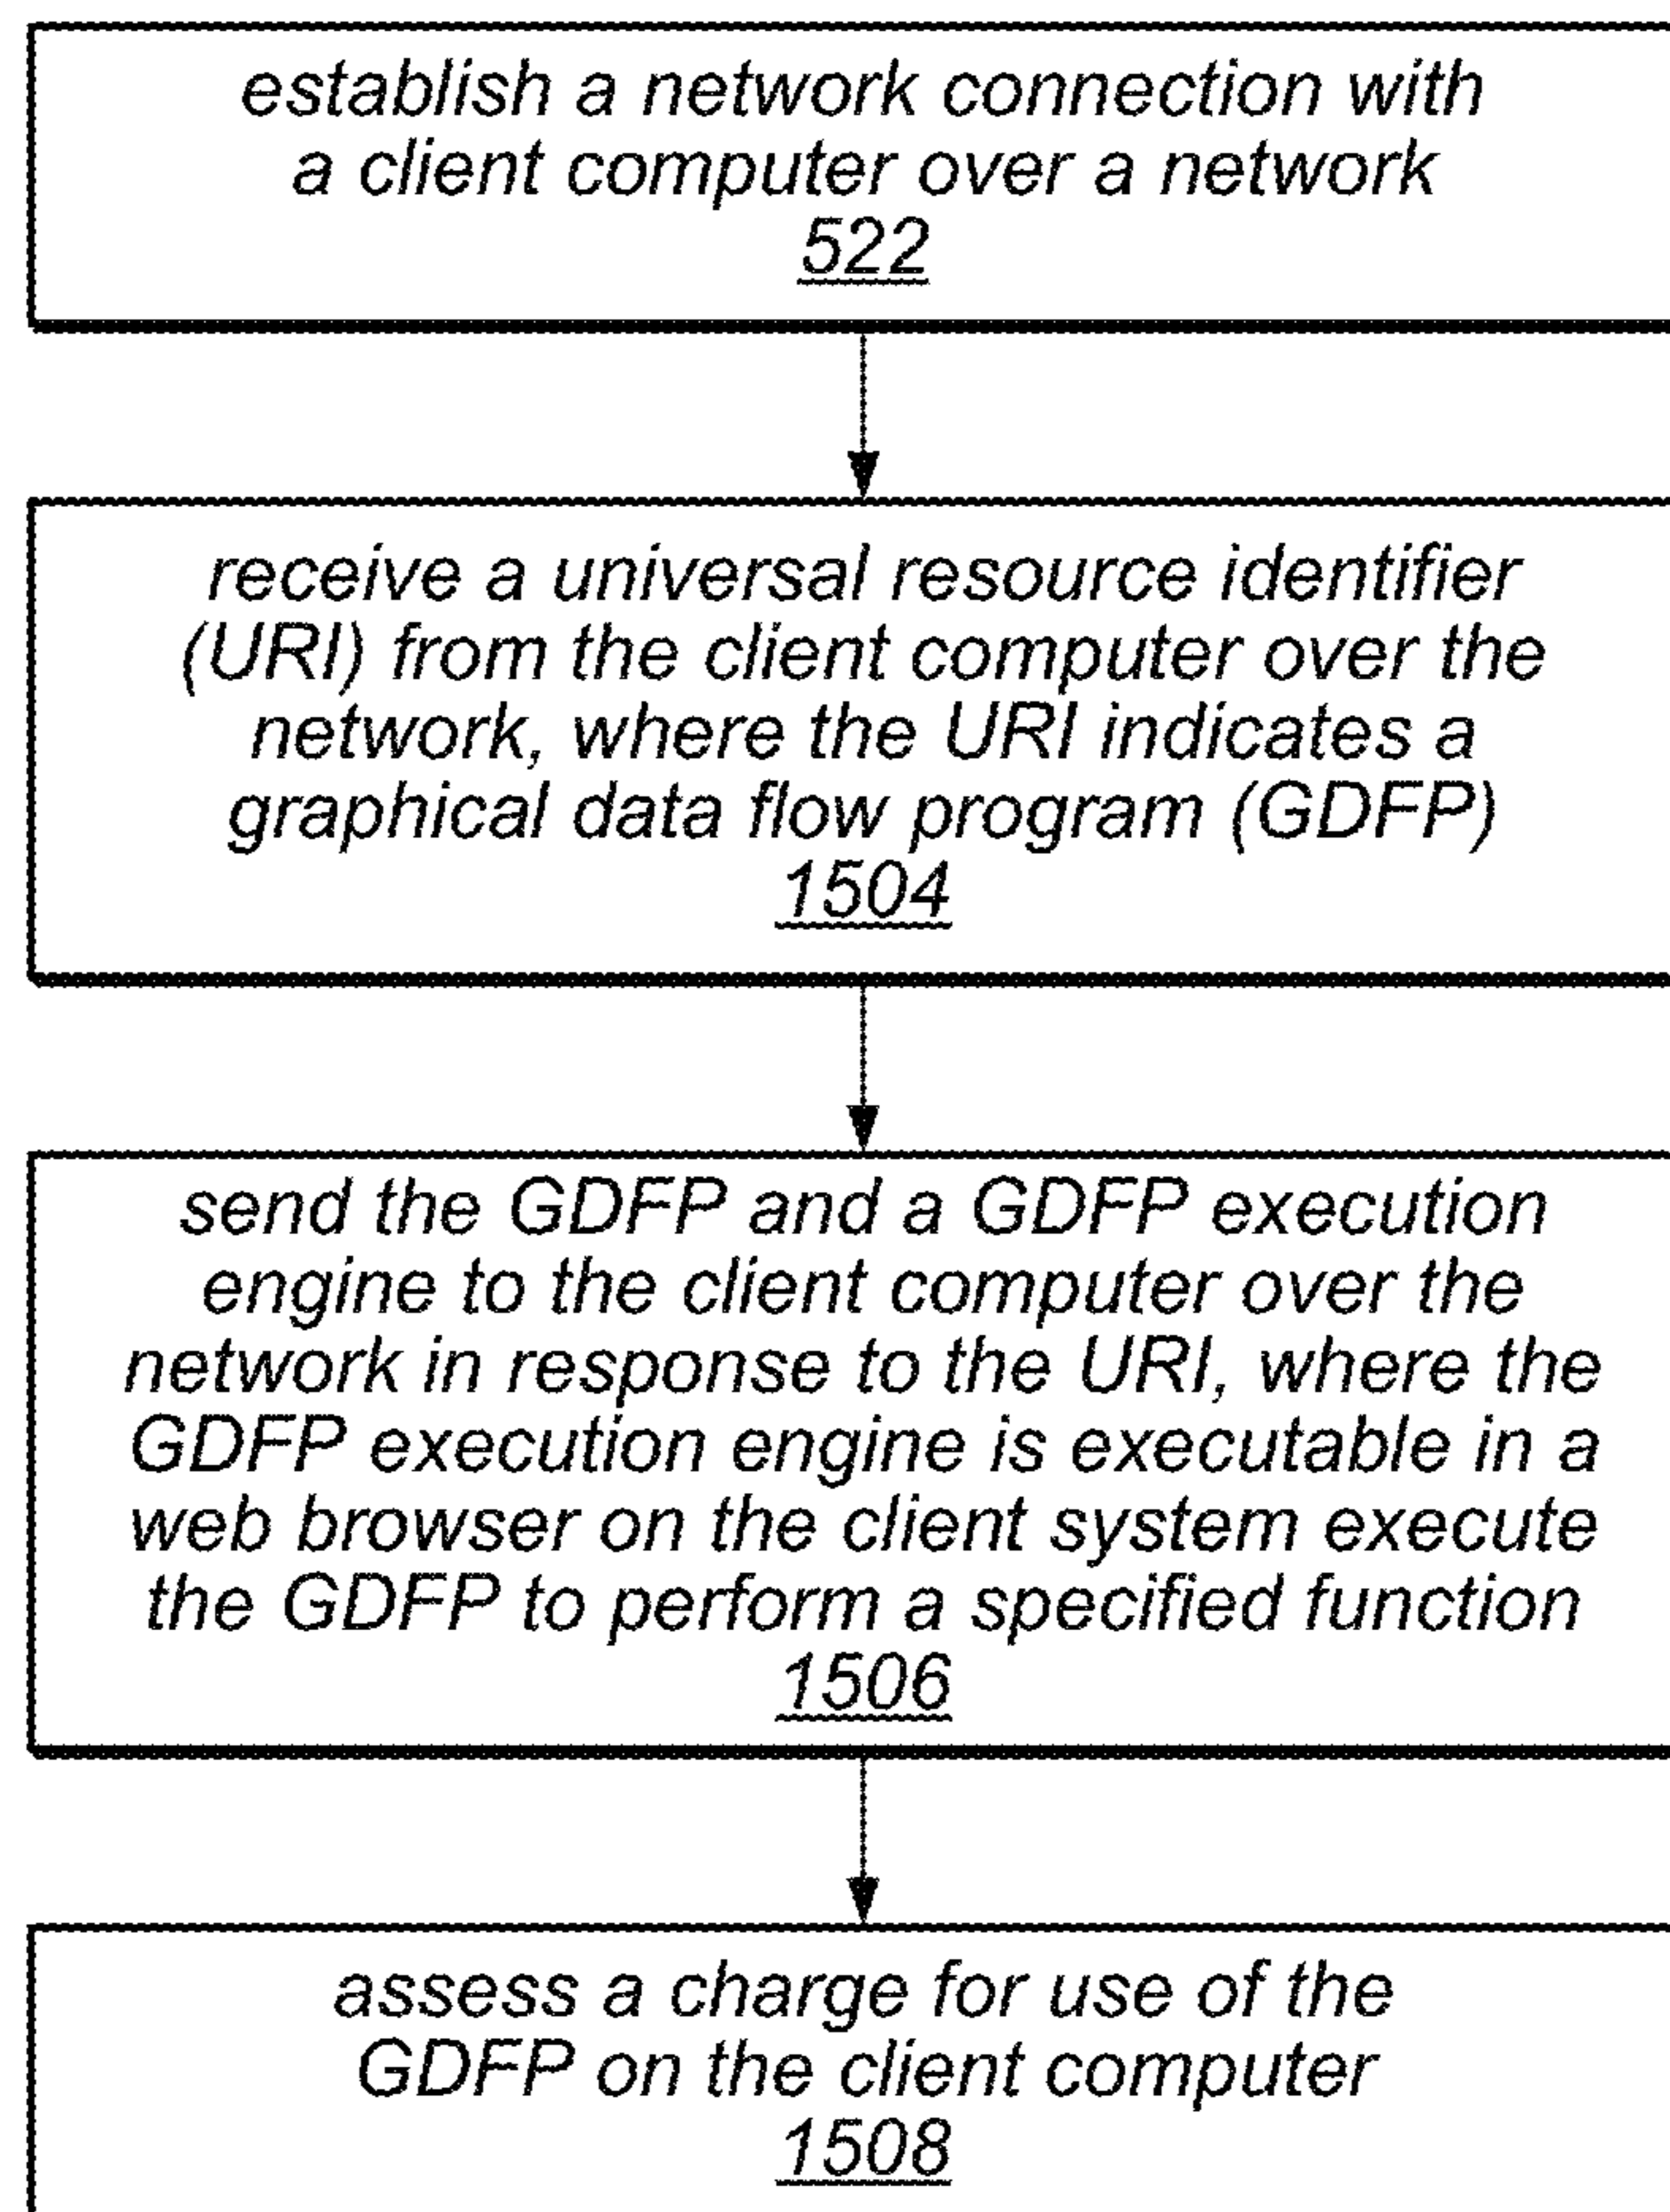 establish a network connection with
a client computer over a network
522
receive a universal resource identifier
(URI) from the client computer over the
network, where the URI indicates a
graphical data flow program (GDFP)
1504
send the GDFP and a GDFP execution
engine to the client computer over the
network in response to the URI, where the
GDFP execution engine is executable in a
web browser on the client system execute
the GDFP to perform a specified function
1506
assess a charge for use of the
GDFP on the client computer
1508